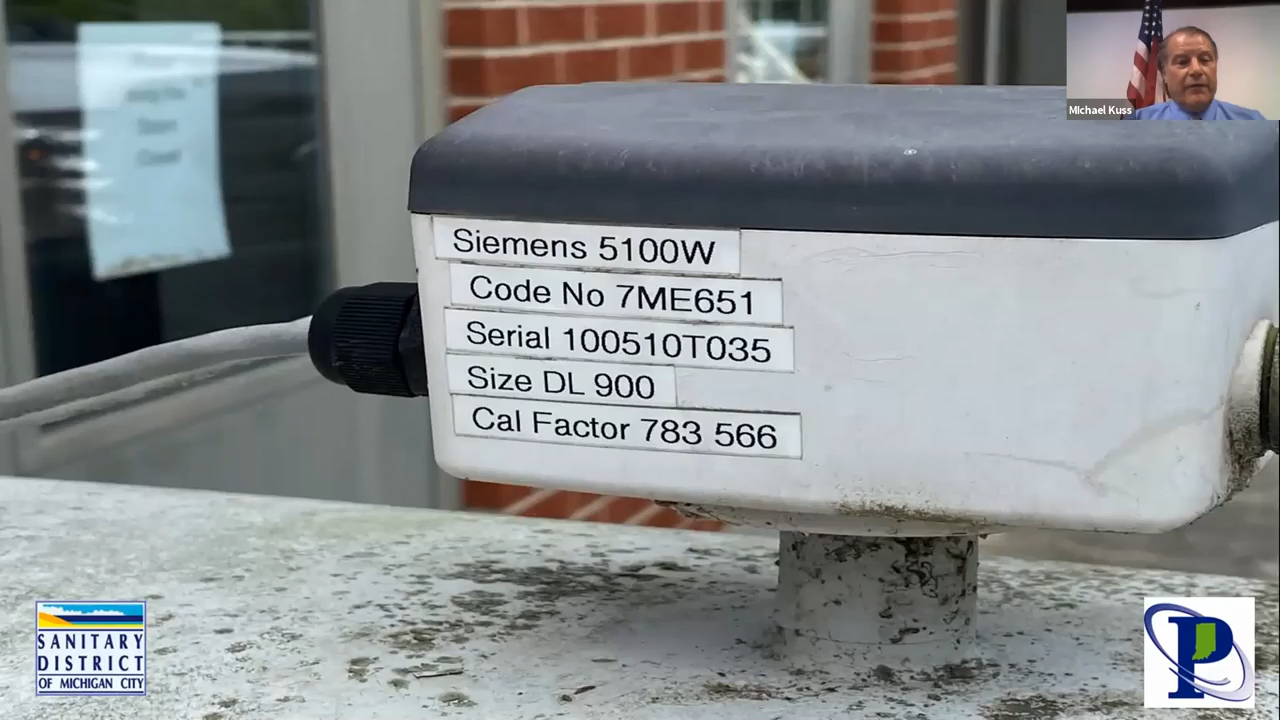 Michael Kuss
Siemens 5100W
Code No 7ME651
Serial 100510T035
Size DL 900
Cal Factor 783 566
SANITARY
DISTRICT
OF MICHIGAN CITY
P